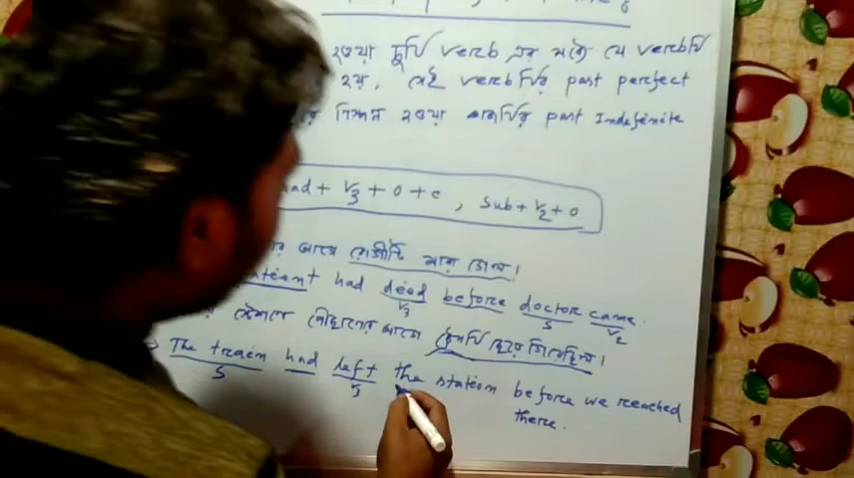 হওয়া দুটি verb এর মধ্যে যে verbটি
হয়, সেই verbটির past perfect
নিষ্পন্ন হওয়া কাজটির past Indefinite
had + V3 + O + C , Sub + V2 + O
আগে রোগীটি মারা গেল।
had died before doctor came.
V3 S V2
স্টেশনে পৌছানোর আগে ট্রেনটি ছেড়ে গিয়েছিল।
The train had left the station before we reached
S V3
there.